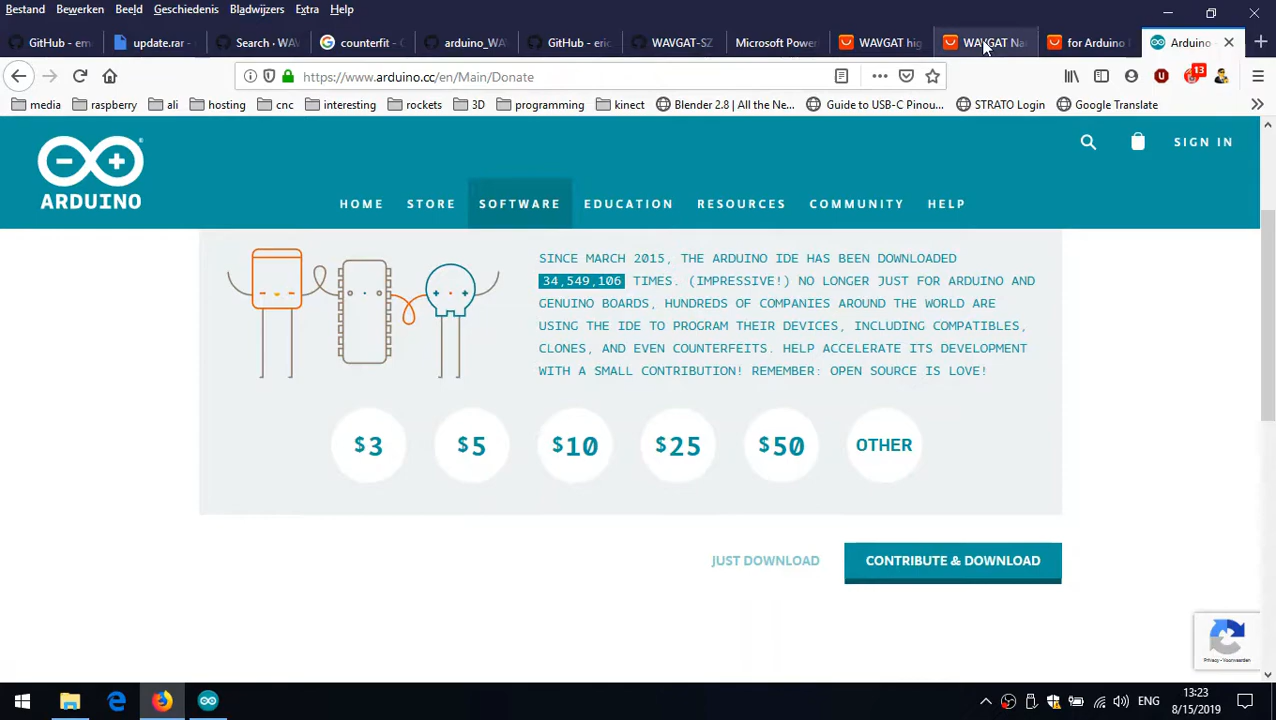 Bestand Bewerken Beeld Geschiedenis Bladwijzers Extra Help
GitHub - em update.rar - Search · WAV counterfit - G arduino_WA GitHub - eric WAVGAT-SZ Microsoft Powe WAVGAT hig WAVGAT Na for Arduino Arduino
https://www.arduino.cc/en/Main/Donate
13
media raspberry ali hosting cnc interesting rockets 3D programming kinect Blender 2.8 | All the Ne... Guide to USB-C Pinou... STRATO Login Google Translate
SIGN IN
ARDUINO
HOME STORE SOFTWARE EDUCATION RESOURCES COMMUNITY HELP
SINCE MARCH 2015, THE ARDUINO IDE HAS BEEN DOWNLOADED
34,549,106 TIMES. (IMPRESSIVE!) NO LONGER JUST FOR ARDUINO AND
GENUINO BOARDS, HUNDREDS OF COMPANIES AROUND THE WORLD ARE
USING THE IDE TO PROGRAM THEIR DEVICES, INCLUDING COMPATIBLES,
CLONES, AND EVEN COUNTERFEITS. HELP ACCELERATE ITS DEVELOPMENT
WITH A SMALL CONTRIBUTION! REMEMBER: OPEN SOURCE IS LOVE!
$3 $5 $10 $25 $50 OTHER
JUST DOWNLOAD CONTRIBUTE & DOWNLOAD
Privacy - Voorwaarden
ENG
13:23
8/15/2019